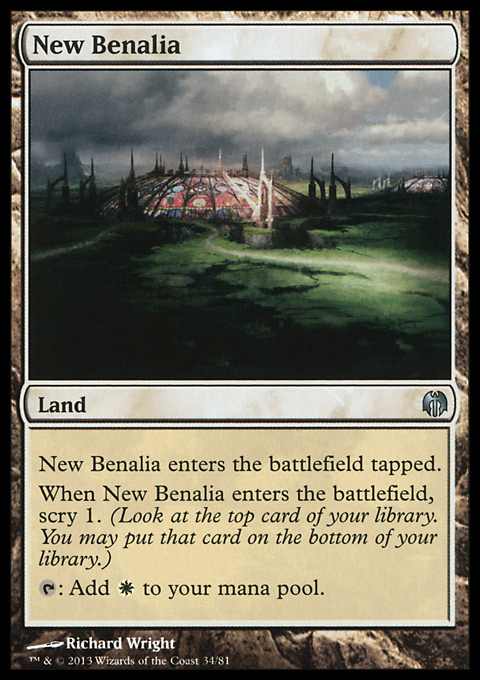 New Benalia
Land
New Benalia enters the battlefield tapped.
When New Benalia enters the battlefield,
scry 1. (Look at the top card of your library.
You may put that card on the bottom of your
library.)
: Add to your mana pool.
Richard Wright
™ & © 2013 Wizards of the Coast 34/81